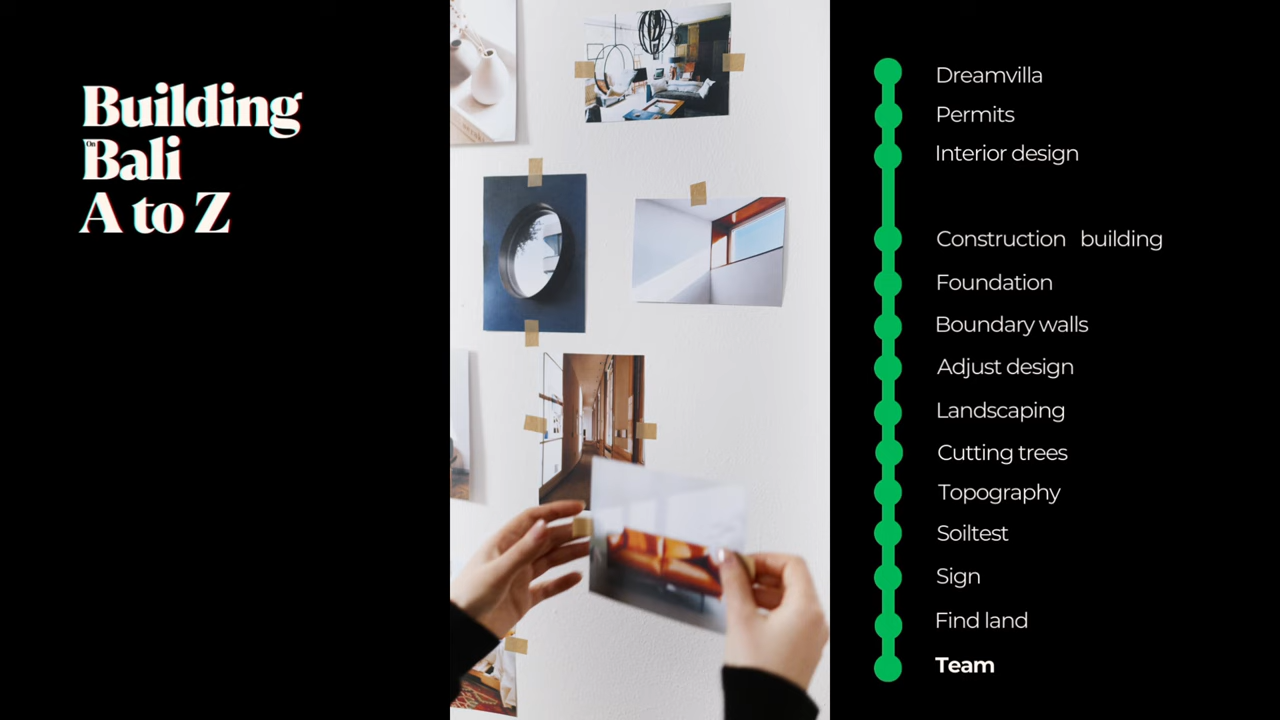 Building
On
Bali
A to Z
Dreamvilla
Permits
Interior design
Construction building
Foundation
Boundary walls
Adjust design
Landscaping
Cutting trees
Topography
Soiltest
Sign
Find land
Team